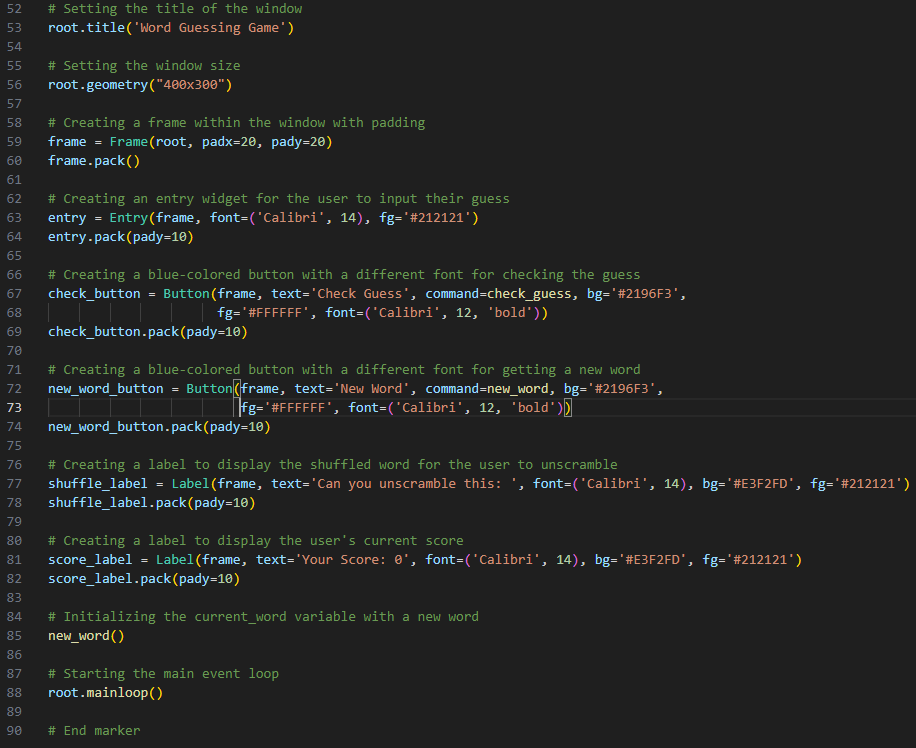 52 # Setting the title of the window
53 root.title('Word Guessing Game')
54
55 # Setting the window size
56 root.geometry("400x300")
57
58 # Creating a frame within the window with padding
59 frame = Frame(root, padx=20, pady=20)
60 frame.pack()
61
62 # Creating an entry widget for the user to input their guess
63 entry = Entry(frame, font=('Calibri', 14), fg='#212121')
64 entry.pack(pady=10)
65
66 # Creating a blue-colored button with a different font for checking the guess
67 check_button = Button(frame, text='Check Guess', command=check_guess, bg='#2196F3',
68                       fg='#FFFFFF', font=('Calibri', 12, 'bold'))
69 check_button.pack(pady=10)
70
71 # Creating a blue-colored button with a different font for getting a new word
72 new_word_button = Button(frame, text='New Word', command=new_word, bg='#2196F3',
73                          fg='#FFFFFF', font=('Calibri', 12, 'bold'))
74 new_word_button.pack(pady=10)
75
76 # Creating a label to display the shuffled word for the user to unscramble
77 shuffle_label = Label(frame, text='Can you unscramble this: ', font=('Calibri', 14), bg='#E3F2FD', fg='#212121')
78 shuffle_label.pack(pady=10)
79
80 # Creating a label to display the user's current score
81 score_label = Label(frame, text='Your Score: 0', font=('Calibri', 14), bg='#E3F2FD', fg='#212121')
82 score_label.pack(pady=10)
83
84 # Initializing the current_word variable with a new word
85 new_word()
86
87 # Starting the main event loop
88 root.mainloop()
89
90 # End marker